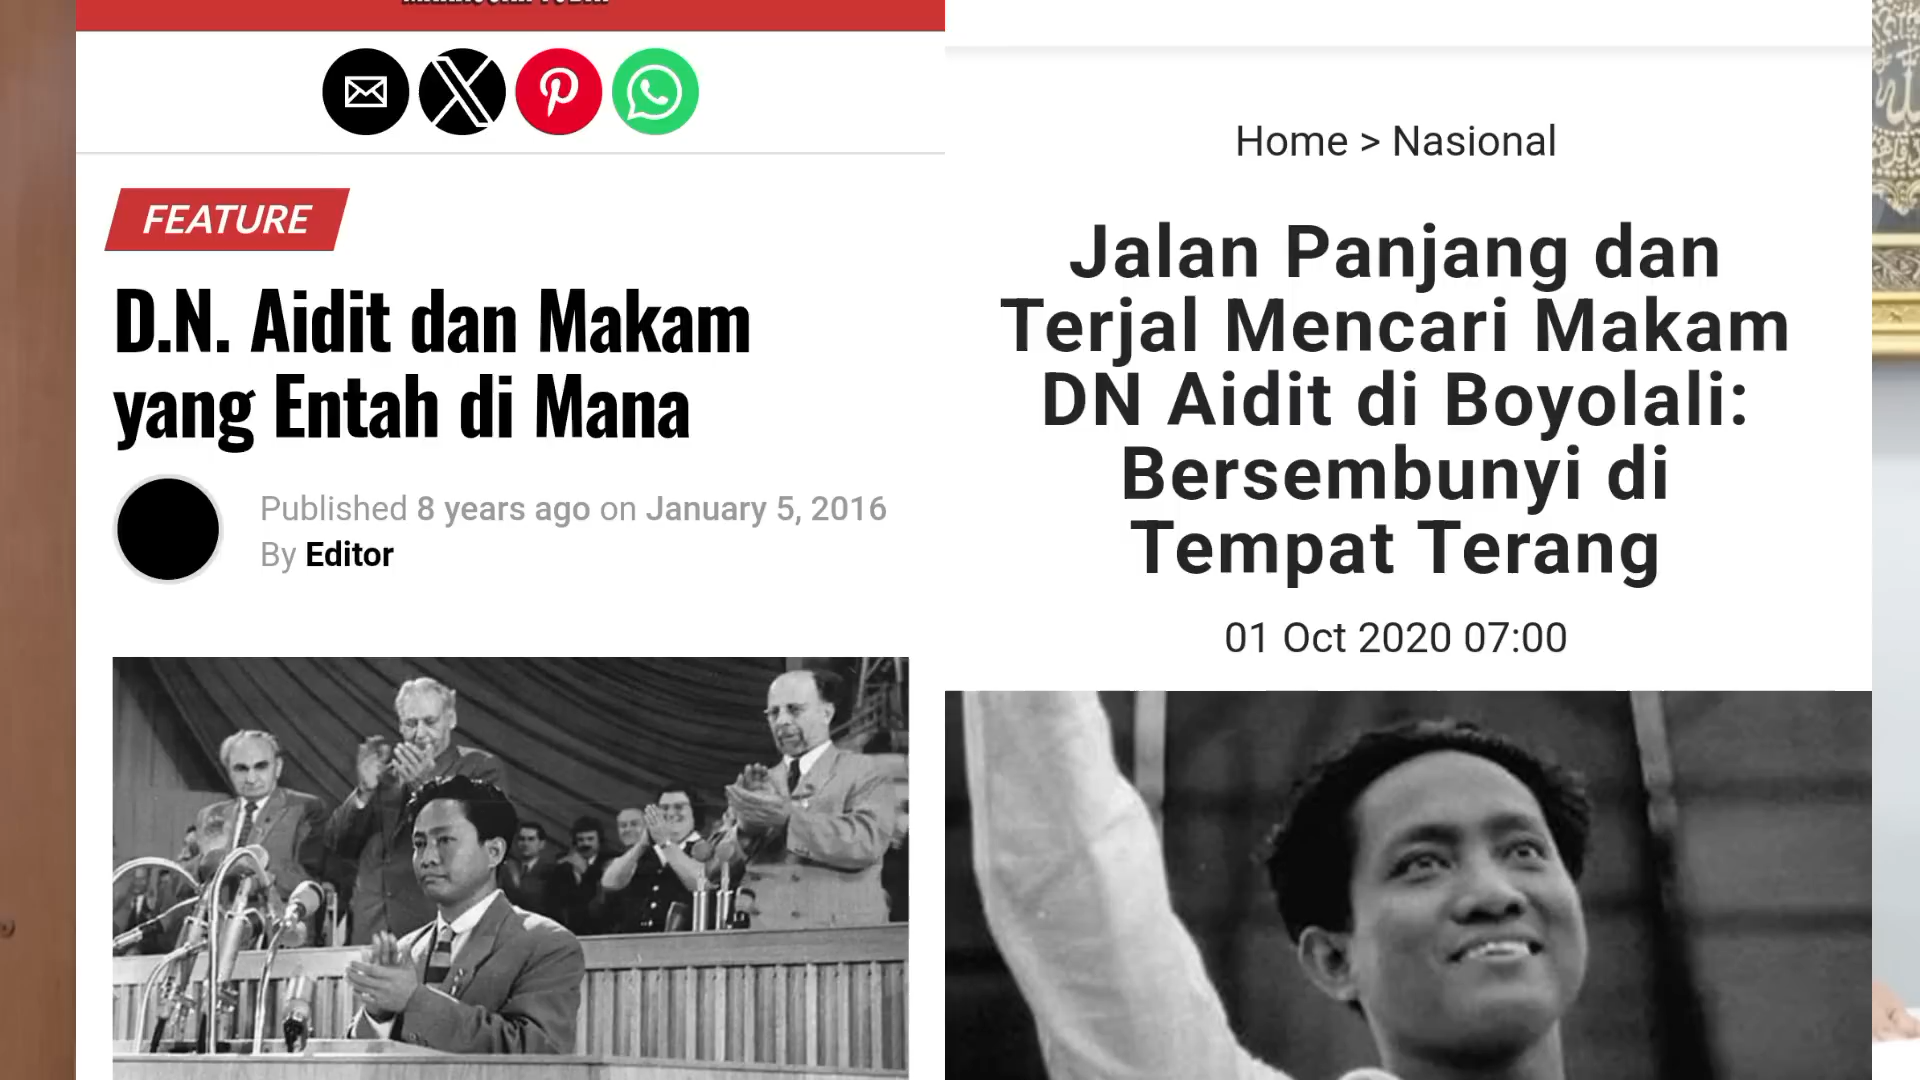 FEATURE
D.N. Aidit dan Makam
yang Entah di Mana
Published 8 years ago on January 5, 2016
By Editor
Home > Nasional
Jalan Panjang dan
Terjal Mencari Makam
DN Aidit di Boyolali:
Bersembunyi di
Tempat Terang
01 Oct 2020 07:00